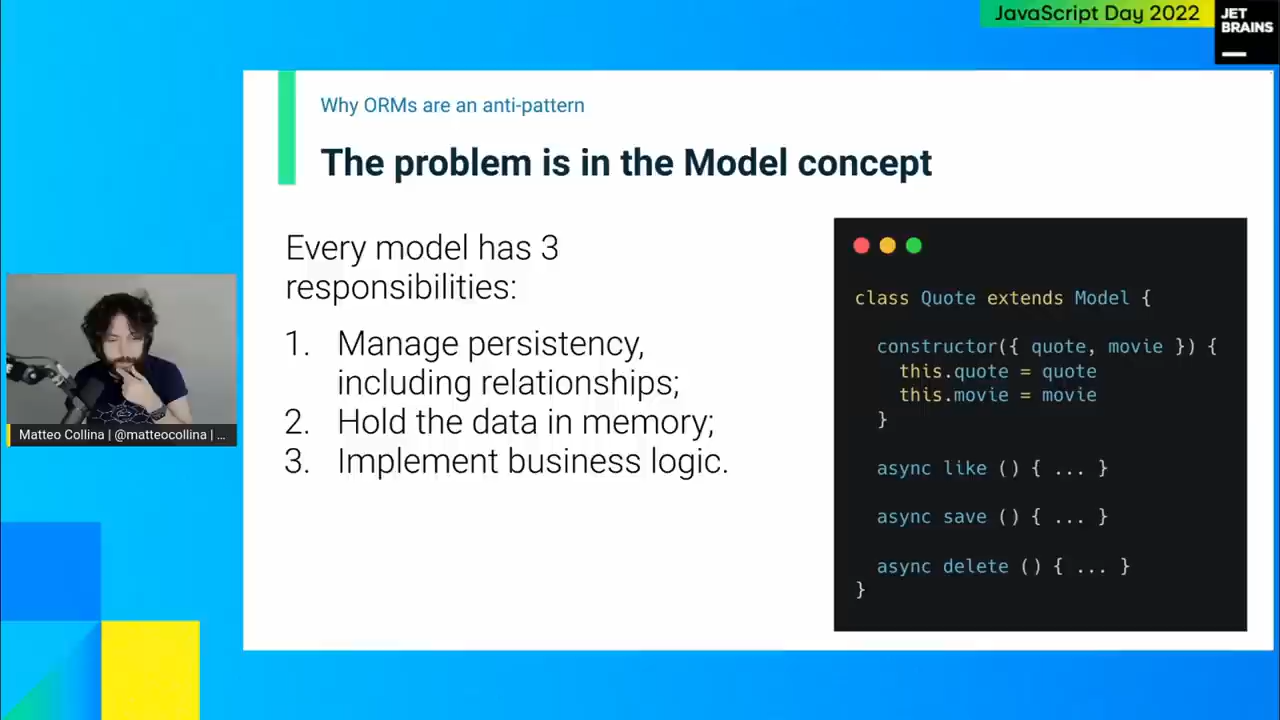 JavaScript Day 2022
JET
BRAINS
Why ORMs are an anti-pattern
The problem is in the Model concept
Every model has 3
responsibilities:
1. Manage persistency,
including relationships;
2. Hold the data in memory;
3. Implement business logic.
class Quote extends Model {
constructor({ quote, movie }) {
this.quote = quote
this.movie = movie
}
async like () { ... }
async save () { ... }
async delete () { ... }
}
Matteo Collina | @matteocollina | ...